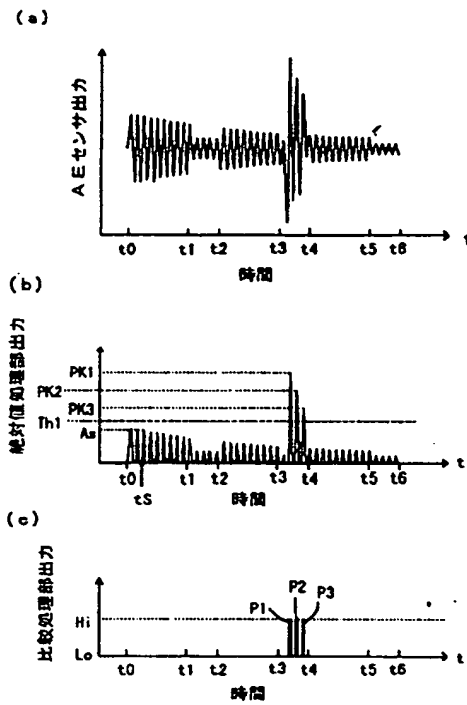 (a)
AEセンサ出力
t0 t1 t2 t3 t4 t5 t6
t
時間
(b)
絶対値処理部出力
PK1
PK2
PK3
Th1
As
t0 t1 t2 t3 t4 t5 t6 t
tS
時間
(c)
比較処理部出力
P2
P1 P3
Hi
Lo
t0 t1 t2 t3 t4 t5 t6 t
時間